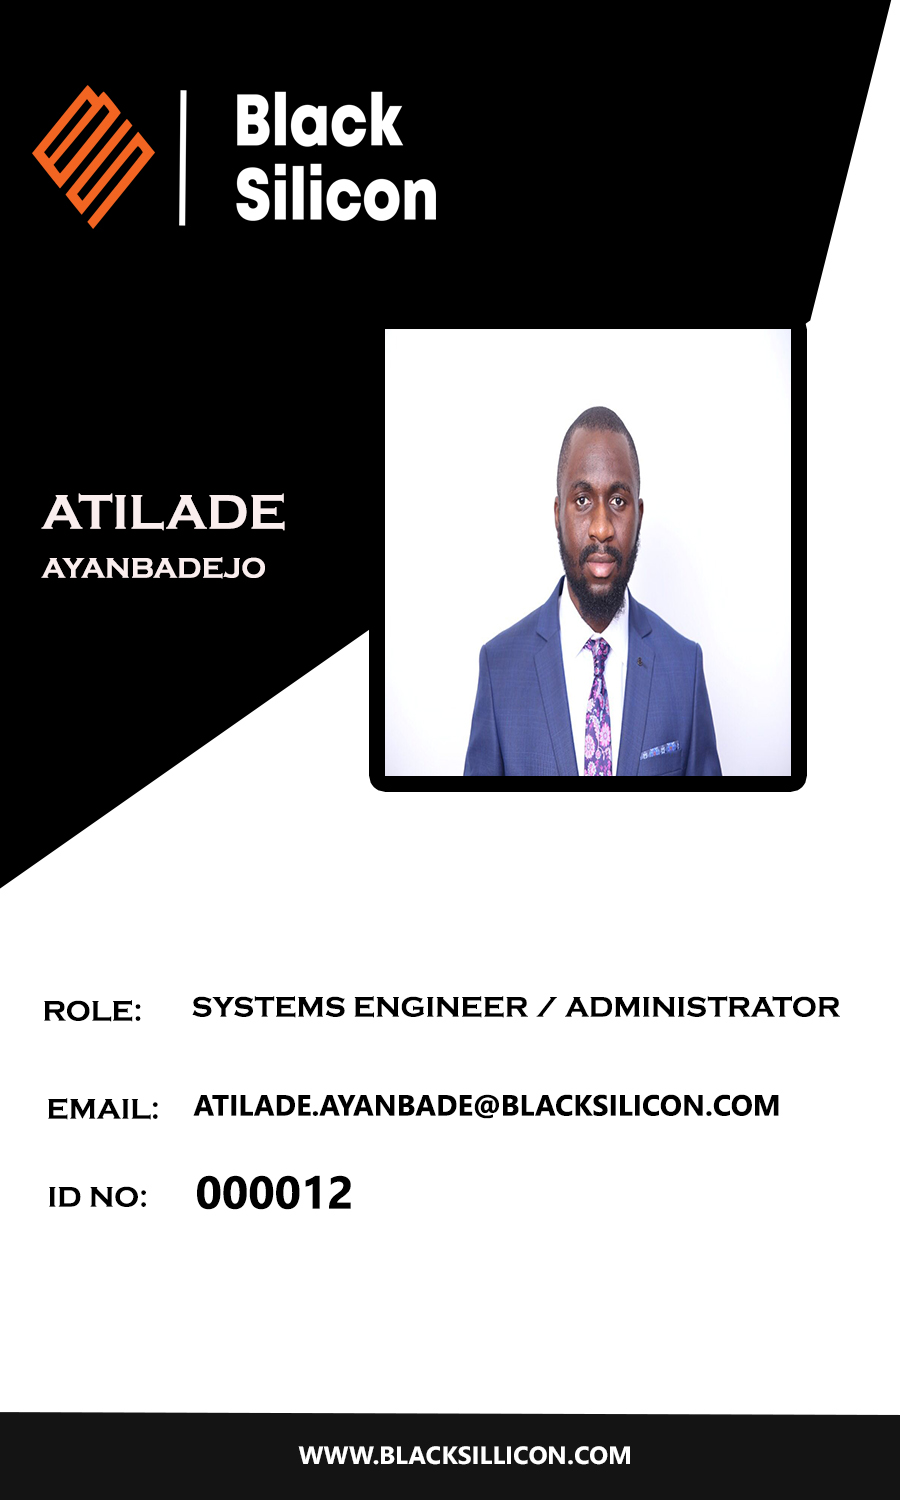 Black
Silicon
ATILADE
AYANBADEJO
ROLE: SYSTEMS ENGINEER / ADMINISTRATOR
EMAIL: ATILADE.AYANBADE@BLACKSILICON.COM
ID NO: 000012
WWW.BLACKSILLICON.COM